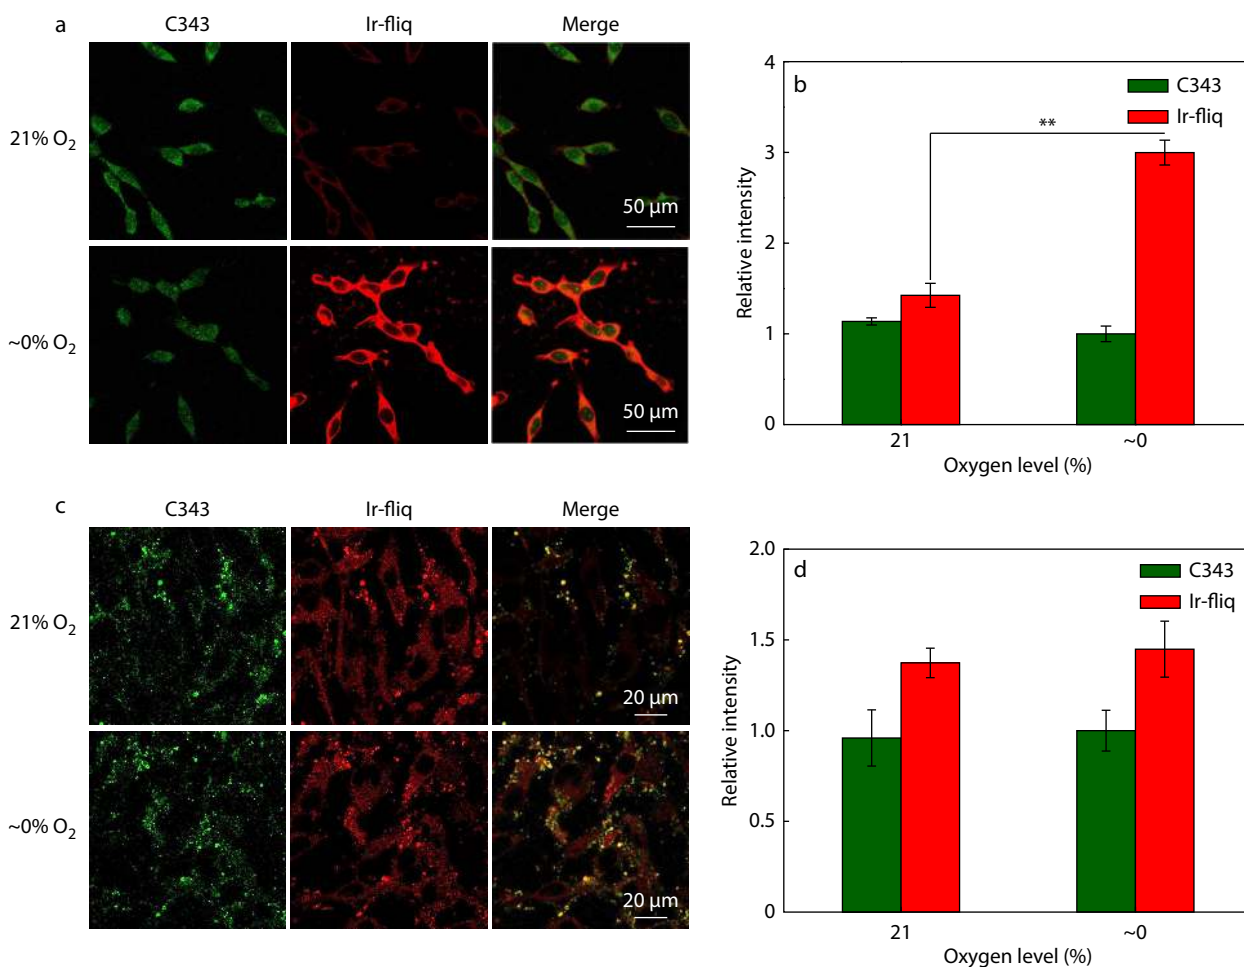 a
C343 Ir-fliq Merge
21% O2
50 μm
~0% O2
50 μm
b
C343
Ir-fliq
**
4
3
2
1
0
Relative intensity
21 ~0
Oxygen level (%)
c
C343 Ir-fliq Merge
21% O2
20 μm
~0% O2
20 μm
d
C343
Ir-fliq
2.0
1.5
1.0
0.5
0
Relative intensity
21 ~0
Oxygen level (%)